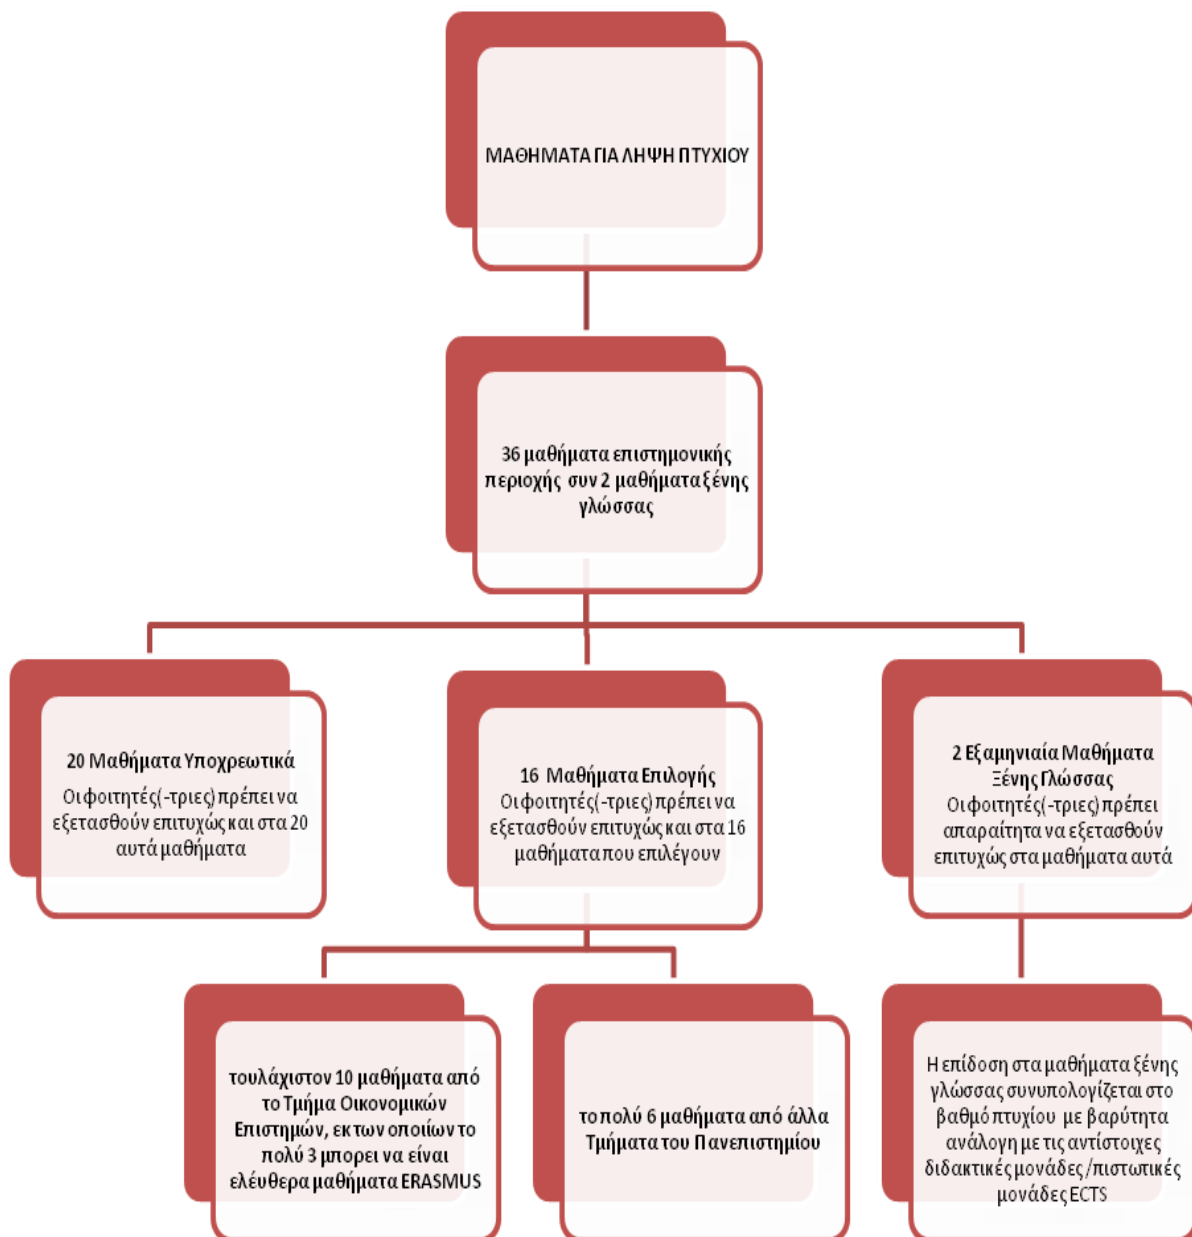 ΜΑΘΗΜΑΤΑ ΓΙΑ ΛΗΨΗ ΠΤΥΧΙΟΥ
36 μαθήματα επιστημονικής
περιοχής συν 2 μαθήματα ξένης
γλώσσας
20 Μαθήματα Υποχρεωτικά
Οι φοιτητές(-τριες) πρέπει να
εξετασθούν επιτυχώς και στα 20
αυτά μαθήματα
16 Μαθήματα Επιλογής
Οι φοιτητές(-τριες) πρέπει να
εξετασθούν επιτυχώς και στα 16
μαθήματα που επιλέγουν
2 Εξαμηνιαία Μαθήματα
Ξένης Γλώσσας
Οι φοιτητές(-τριες) πρέπει
απαραίτητα να εξετασθούν
επιτυχώς στα μαθήματα αυτά
τουλάχιστον 10 μαθήματα από
το Τμήμα Οικονομικών
Επιστημών, εκ των οποίων το
πολύ 3 μπορει να είναι
ελέυθερα μαθήματα ERASMUS
το πολύ 6 μαθήματα από άλλα
Τμήματα του Πανεπιστημίου
Η επίδοση στα μαθήματα ξένης
γλώσσας συνυπολογίζεται στο
βαθμό πτυχίου με βαρύτητα
ανάλογη με τις αντίστοιχες
διδακτικές μονάδες /πιστωτικές
μονάδες ECTS